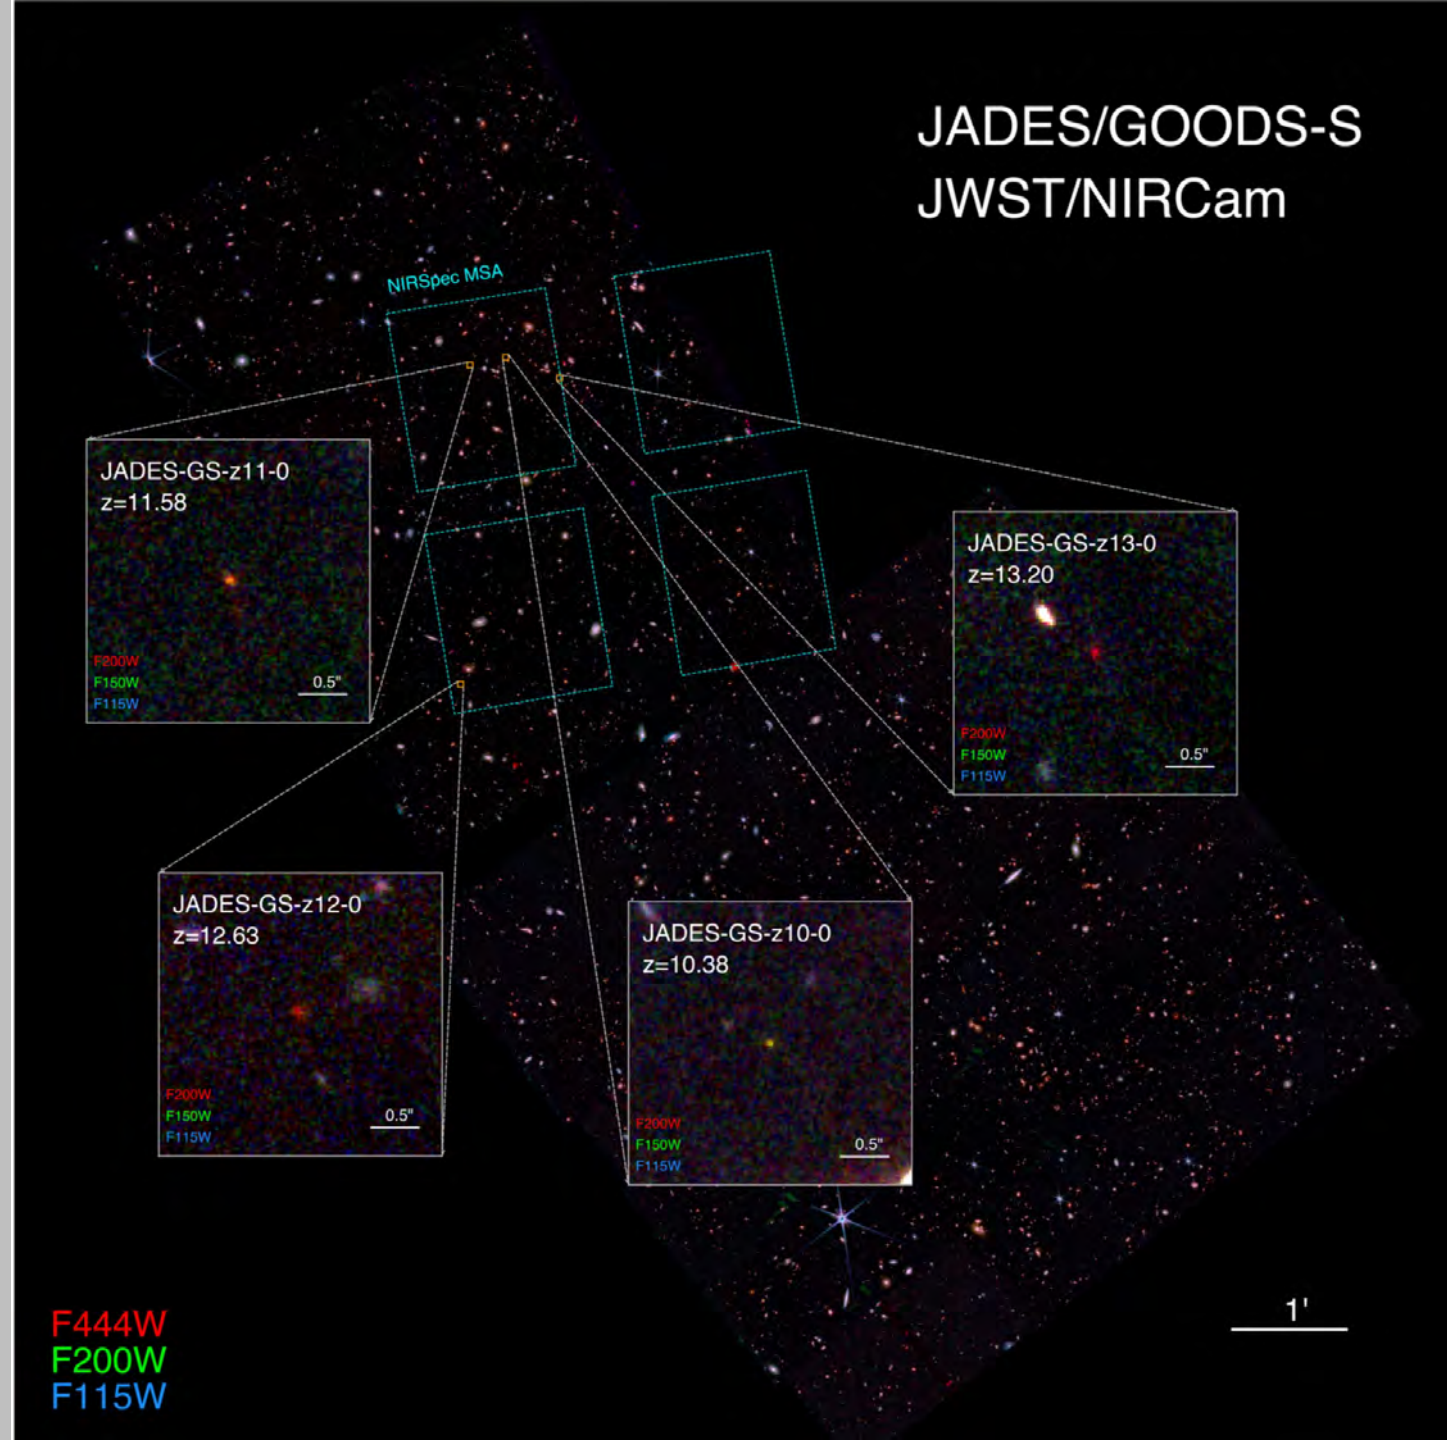 JADES/GOODS-S
JWST/NIRCam
NIRSpec MSA
JADES-GS-z11-0
z=11.58
F200W
F150W
F115W
0.5"
JADES-GS-z13-0
z=13.20
F200W
F150W
F115W
0.5"
JADES-GS-z12-0
z=12.63
F200W
F150W
F115W
0.5"
JADES-GS-z10-0
z=10.38
F200W
F150W
F115W
0.5"
1'
F444W
F200W
F115W